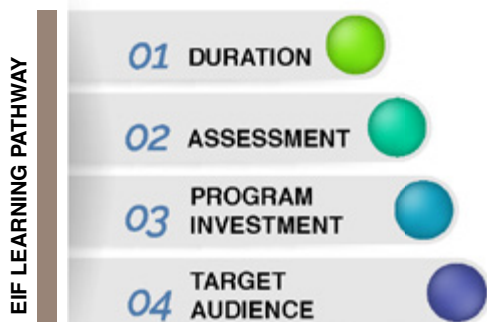 EIF LEARNING PATHWAY
01 DURATION
02 ASSESSMENT
03 PROGRAM
INVESTMENT
04 TARGET
AUDIENCE